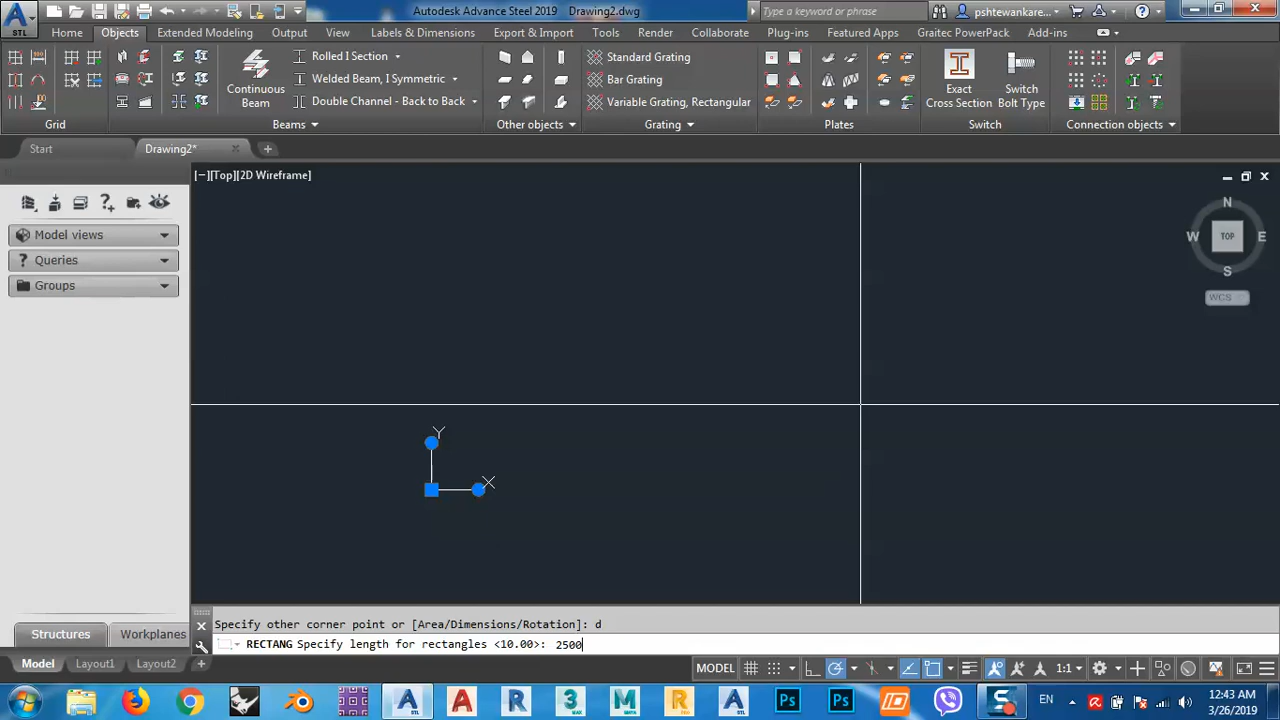 STL
Autodesk Advance Steel 2019 Drawing2.dwg
Type a keyword or phrase
pshtewankare...
Home Objects Extended Modeling Output View Labels & Dimensions Export & Import Tools Render Collaborate Plug-ins Featured Apps Graitec PowerPack Add-ins
Continuous Beam
Rolled I Section
Welded Beam, I Symmetric
Double Channel - Back to Back
Standard Grating
Bar Grating
Variable Grating, Rectangular
Exact Cross Section
Switch Bolt Type
Grid Beams Other objects Grating Plates Switch Connection objects
Start Drawing2*
[−][Top][2D Wireframe]
N
W TOP E
S
WCS
Model views
Queries
Groups
Y
X
Specify other corner point or [Area/Dimensions/Rotation]: d
RECTANG Specify length for rectangles <10.00>: 2500
Structures Workplanes
Model Layout1 Layout2 +
MODEL 1:1
EN
12:43 AM
3/26/2019